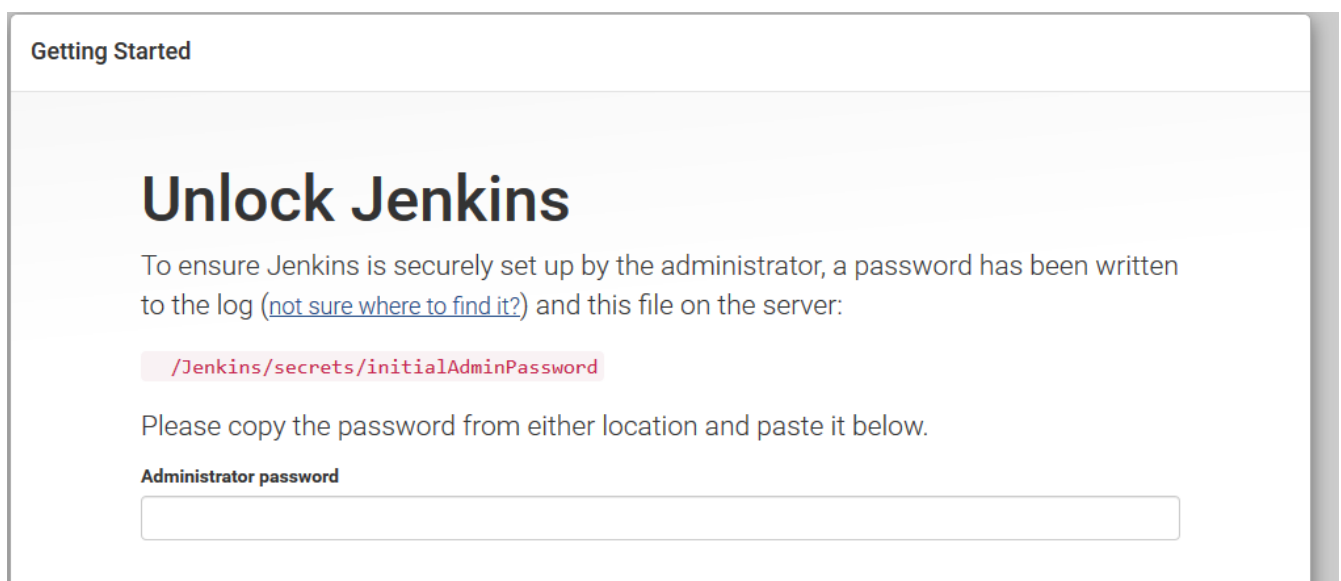 Getting Started
Unlock Jenkins
To ensure Jenkins is securely set up by the administrator, a password has been written
to the log (not sure where to find it?) and this file on the server:
/Jenkins/secrets/initialAdminPassword
Please copy the password from either location and paste it below.
Administrator password